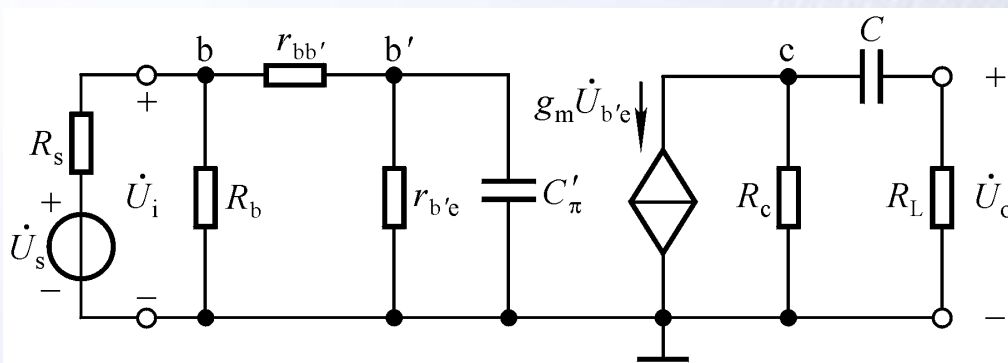 C
r_bb′
b
b′
c
+
+
g_m U̇_b′e
R_s
+
U̇_s
−
U̇_i
R_b
r_b′e
C′_π
R_c
R_L
U̇_o
−
−